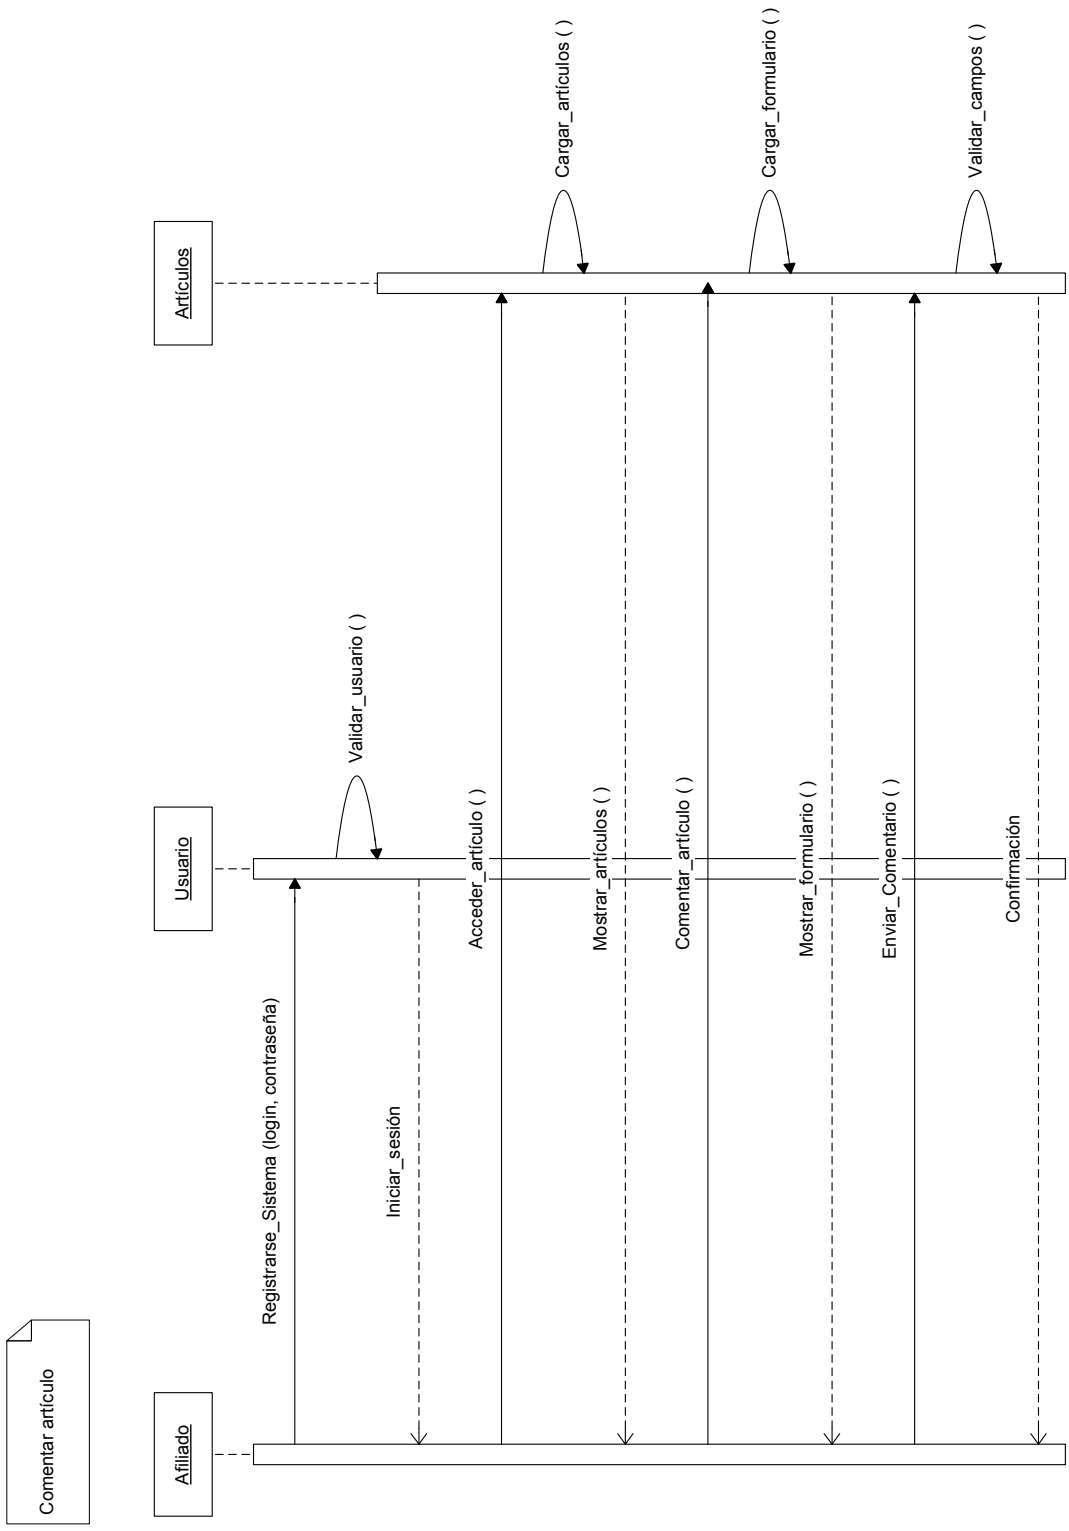 Comentar artículo
Afiliado
Usuario
Artículos
Registrarse_Sistema (login, contraseña)
Validar_usuario ( )
Iniciar_sesión
Acceder_artículo ( )
Cargar_artículos ( )
Mostrar_artículos ( )
Comentar_artículo ( )
Cargar_formulario ( )
Mostrar_formulario ( )
Enviar_Comentario ( )
Validar_campos ( )
Confirmación